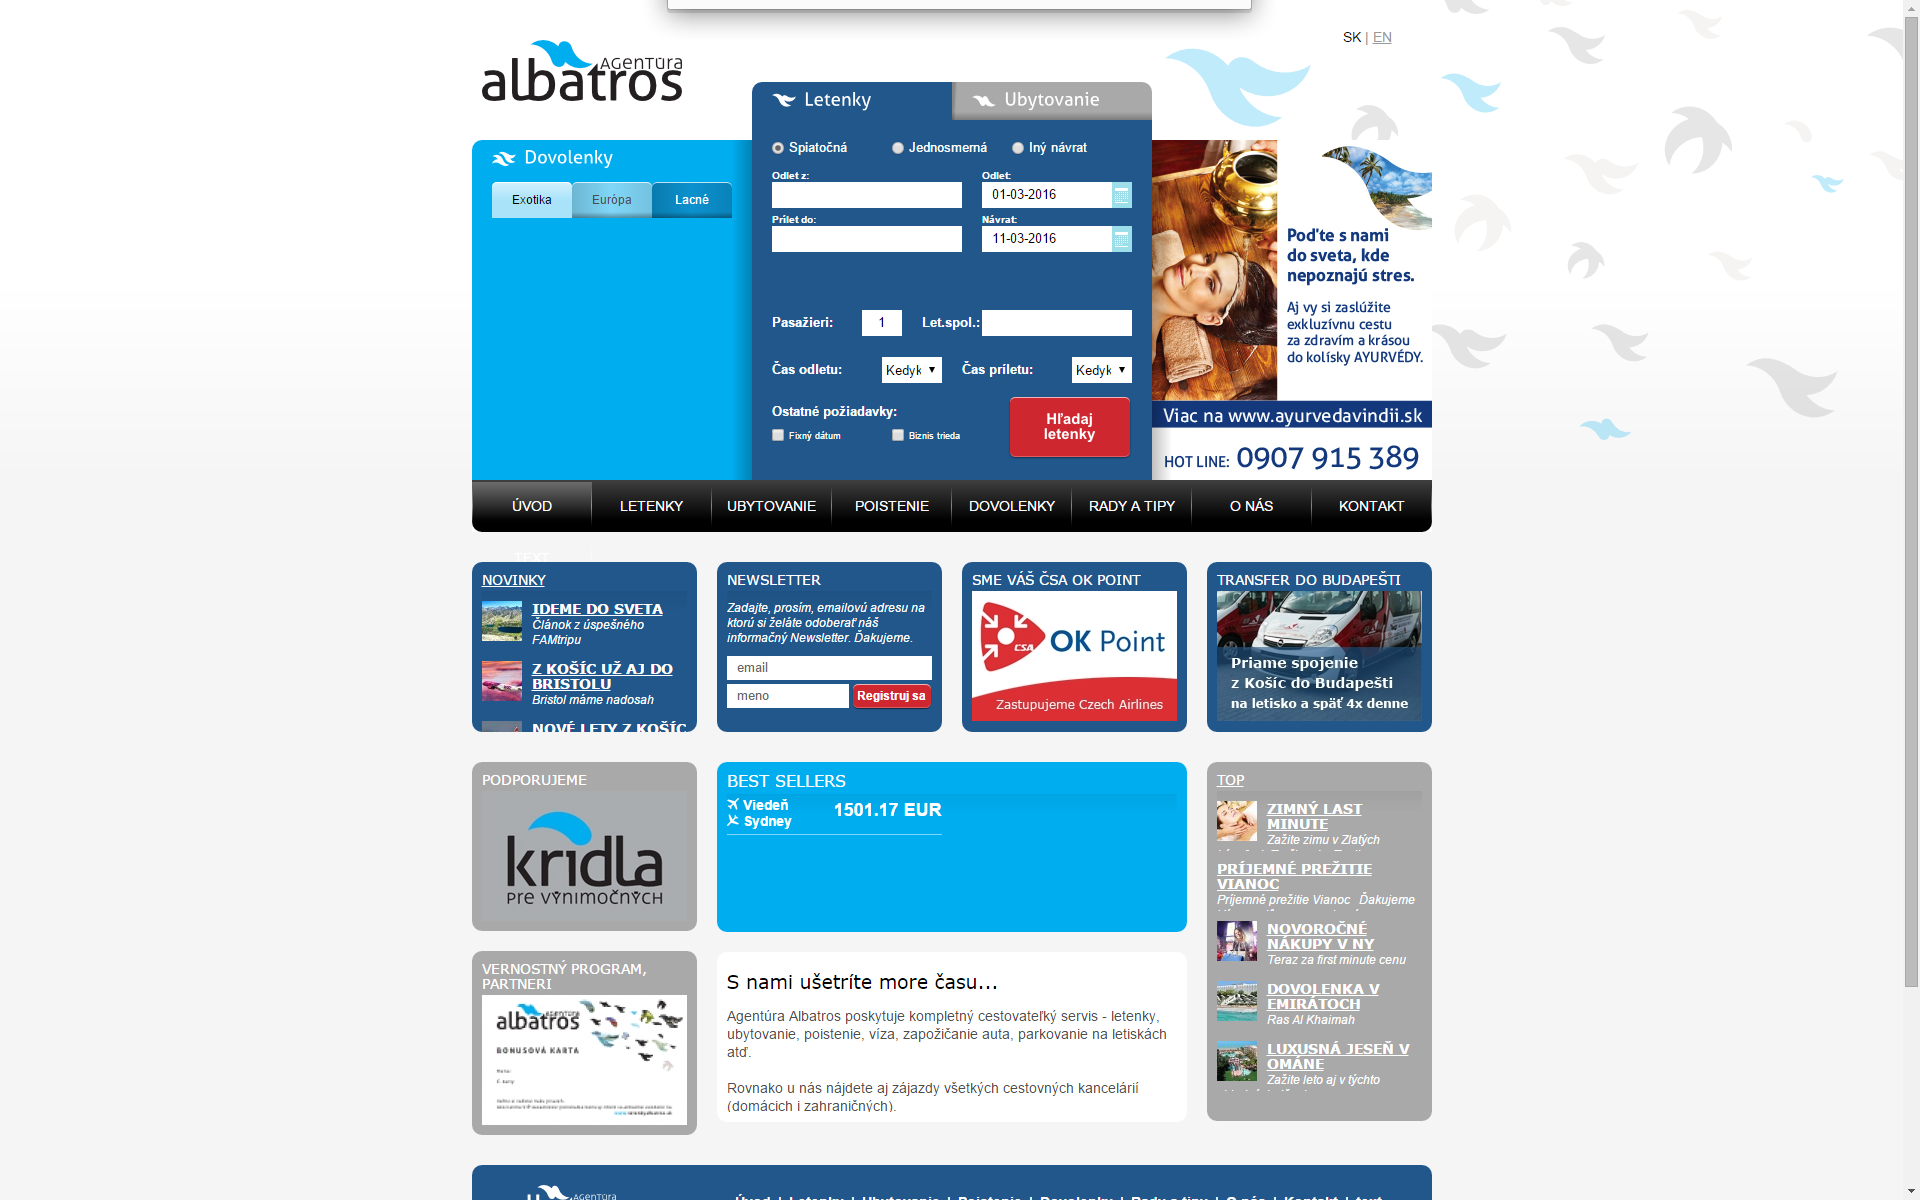 SK | EN
AGENTÚRA
albatros
Letenky
Ubytovanie
Dovolenky
Exotika
Európa
Lacné
Spiatočná
Jednosmerná
Iný návrat
Odlet z:
Odlet:
01-03-2016
Prílet do:
Návrat:
11-03-2016
Pasažieri:
1
Let.spol.:
Čas odletu:
Kedyk
Čas príletu:
Kedyk
Ostatné požiadavky:
Fixný dátum
Biznis trieda
Hľadaj
letenky
Poďte s nami
do sveta, kde
nepoznajú stres.
Aj vy si zaslúžite
exkluzívnu cestu
za zdravím a krásou
do kolísky AYURVÉDY.
Viac na www.ayurvedavindii.sk
HOT LINE: 0907 915 389
ÚVOD
LETENKY
UBYTOVANIE
POISTENIE
DOVOLENKY
RADY A TIPY
O NÁS
KONTAKT
TEXT
NOVINKY
IDEME DO SVETA
Článok z úspešného
FAMtripu
Z KOŠÍC UŽ AJ DO
BRISTOLU
Bristol máme nadosah
NOVÉ LETY Z KOŠÍC
NEWSLETTER
Zadajte, prosím, emailovú adresu na
ktorú si želáte odoberať náš
informačný Newsletter. Ďakujeme.
email
meno
Registruj sa
SME VÁŠ ČSA OK POINT
CSA
OK Point
Zastupujeme Czech Airlines
TRANSFER DO BUDAPEŠTI
Priame spojenie
z Košíc do Budapešti
na letisko a späť 4x denne
PODPORUJEME
krídla
PRE VÝNIMOČNÝCH
BEST SELLERS
Viedeň
Sydney
1501.17 EUR
TOP
ZIMNÝ LAST
MINUTE
Zažite zimu v Zlatých
PRÍJEMNÉ PREŽITIE
VIANOC
Príjemné prežitie Vianoc Ďakujeme
NOVOROČNÉ
NÁKUPY V NY
Teraz za first minute cenu
DOVOLENKA V
EMIRÁTOCH
Ras Al Khaimah
LUXUSNÁ JESEŇ V
OMÁNE
Zažite leto aj v týchto
VERNOSTNÝ PROGRAM,
PARTNERI
albatros
BONUSOVÁ KARTA
S nami ušetríte more času...
Agentúra Albatros poskytuje kompletný cestovateľký servis - letenky,
ubytovanie, poistenie, víza, zapožičanie auta, parkovanie na letiskách
atď.
Rovnako u nás nájdete aj zájazdy všetkých cestovných kancelárií
(domácich i zahraničných).
AGENTÚRA
Úvod | Letenky | Ubytovanie | Poistenie | Dovolenky | Rady a tipy | O nás | Kontakt | text